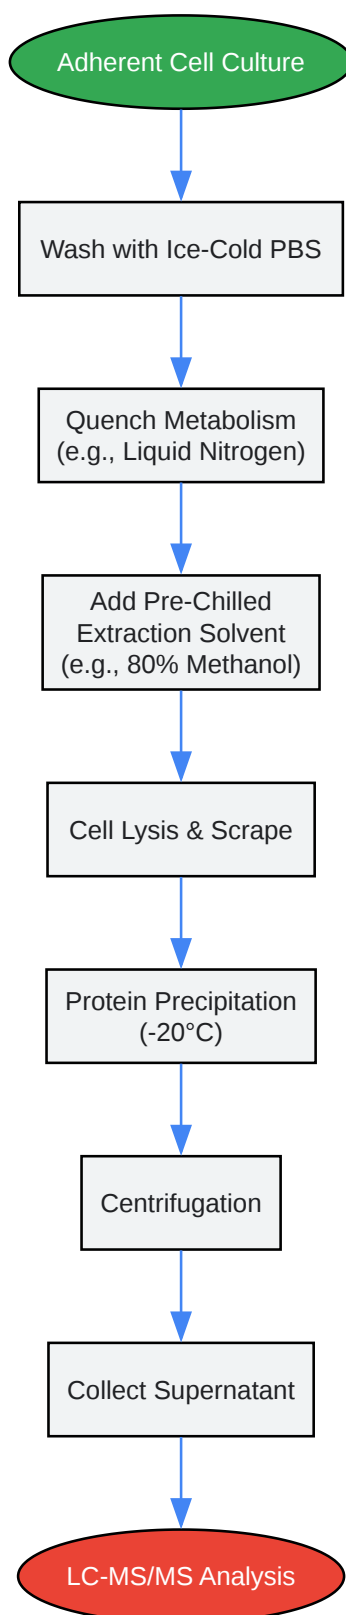 Adherent Cell Culture
Wash with Ice-Cold PBS
Quench Metabolism
(e.g., Liquid Nitrogen)
Add Pre-Chilled
Extraction Solvent
(e.g., 80% Methanol)
Cell Lysis & Scrape
Protein Precipitation
(-20°C)
Centrifugation
Collect Supernatant
LC-MS/MS Analysis